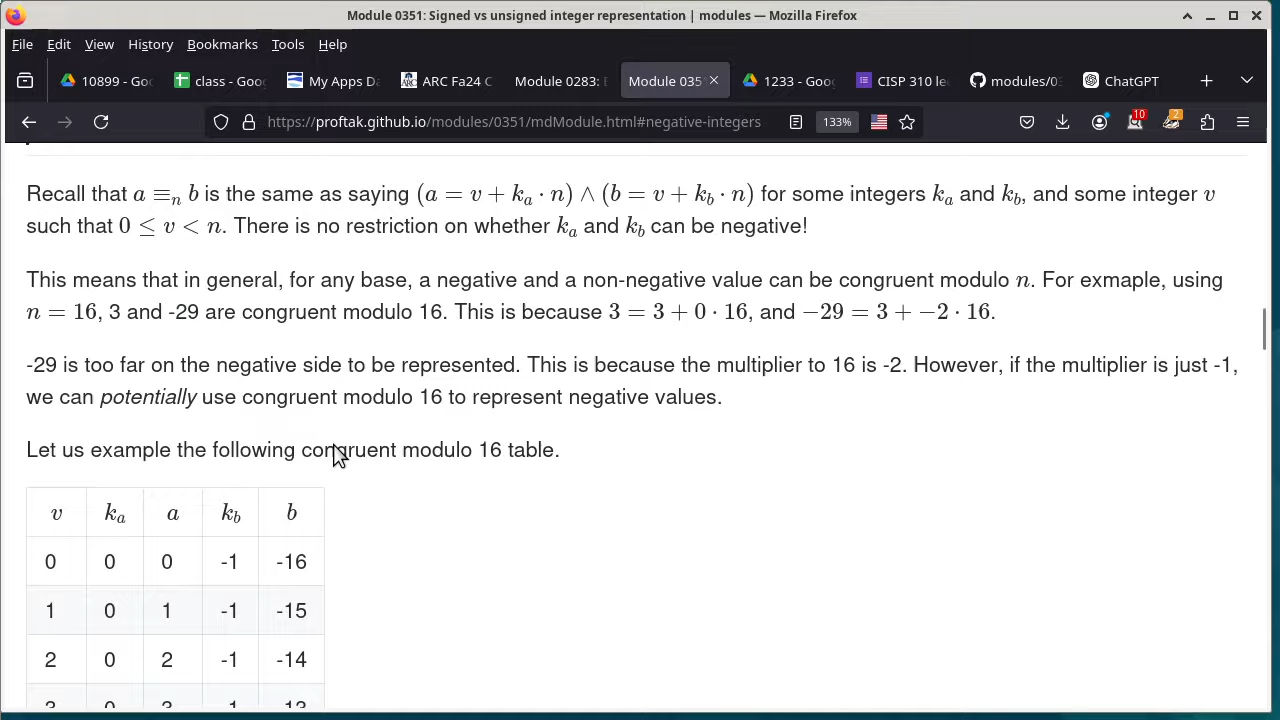 Module 0351: Signed vs unsigned integer representation | modules — Mozilla Firefox
File Edit View History Bookmarks Tools Help
10899 - Goo class - Goo My Apps Da ARC Fa24 C Module 0283: E Module 035 1233 - Goo CISP 310 le modules/03 ChatGPT
https://proftak.github.io/modules/0351/mdModule.html#negative-integers 133% 10 2
Recall that a ≡ₙ b is the same as saying (a = v + kₐ · n) ∧ (b = v + k_b · n) for some integers kₐ and k_b, and some integer v
such that 0 ≤ v < n. There is no restriction on whether kₐ and k_b can be negative!
This means that in general, for any base, a negative and a non-negative value can be congruent modulo n. For exmaple, using
n = 16, 3 and -29 are congruent modulo 16. This is because 3 = 3 + 0 · 16, and −29 = 3 + −2 · 16.
-29 is too far on the negative side to be represented. This is because the multiplier to 16 is -2. However, if the multiplier is just -1,
we can potentially use congruent modulo 16 to represent negative values.
Let us example the following congruent modulo 16 table.
v kₐ a k_b b
0 0 0 -1 -16
1 0 1 -1 -15
2 0 2 -1 -14
3 0 3 -1 -13